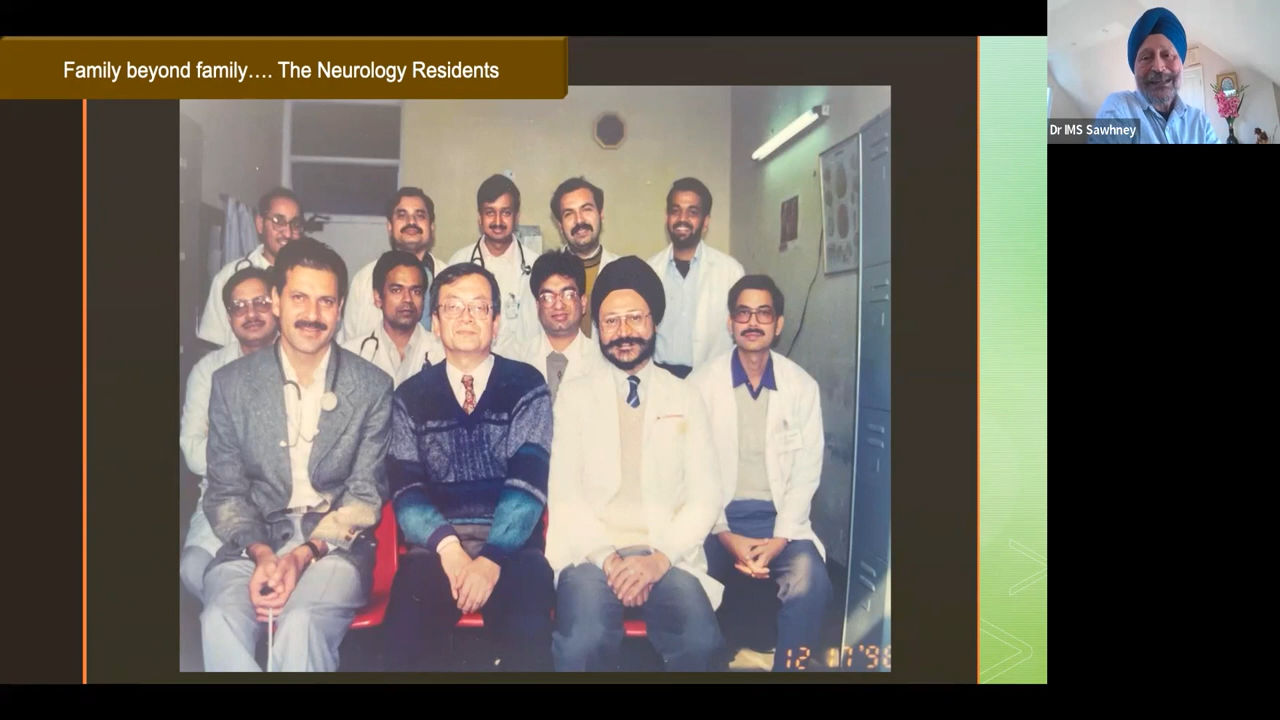 Family beyond family.... The Neurology Residents
Dr IMS Sawhney